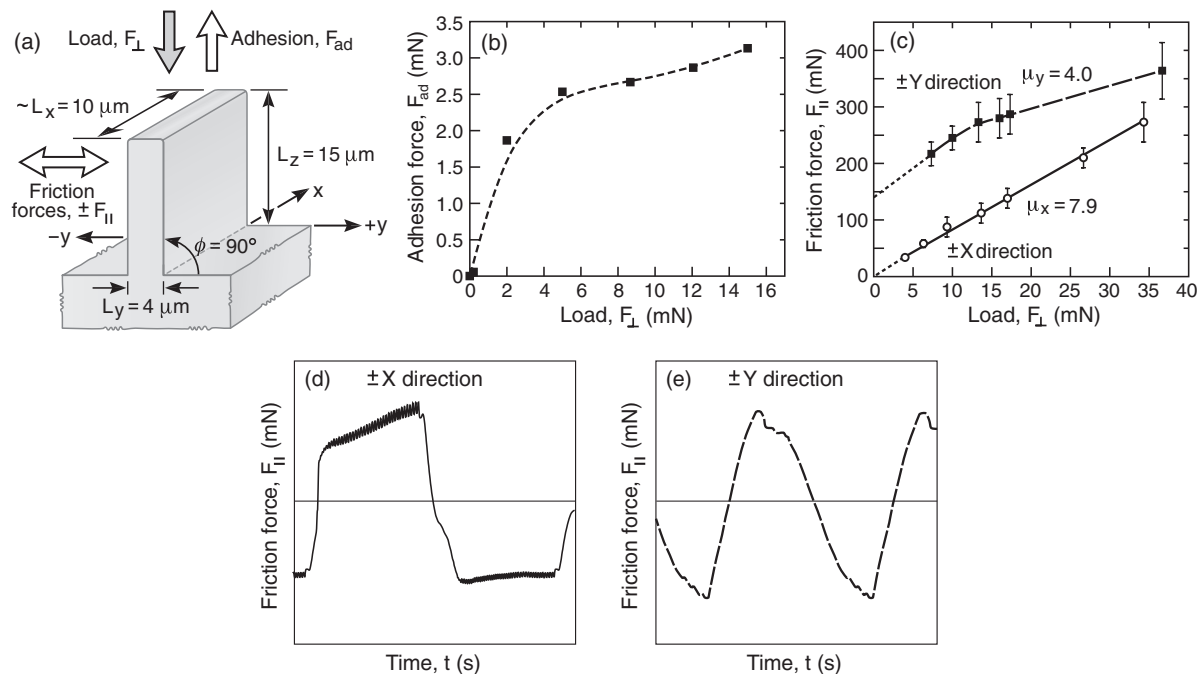 (a)
Load, F⊥
Adhesion, Fad
~Lx = 10 μm
Lz = 15 μm
Friction
forces, ± F||
x
−y
+y
ϕ = 90°
Ly = 4 μm
(b)
Adhesion force, Fad (mN)
3.5
3.0
2.5
2.0
1.5
1.0
0.5
0
0 2 4 6 8 10 12 14 16
Load, F⊥ (mN)
(c)
Friction force, F|| (mN)
400
300
200
100
0
±Y direction
μy = 4.0
μx = 7.9
±X direction
0 5 10 15 20 25 30 35 40
Load, F⊥ (mN)
(d)
±X direction
Friction force, F|| (mN)
Time, t (s)
(e)
±Y direction
Friction force, F|| (mN)
Time, t (s)